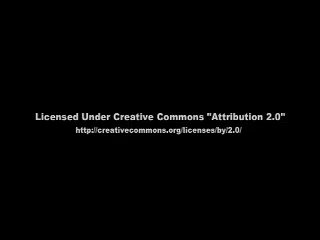 Licensed Under Creative Commons "Attribution 2.0"
http://creativecommons.org/licenses/by/2.0/